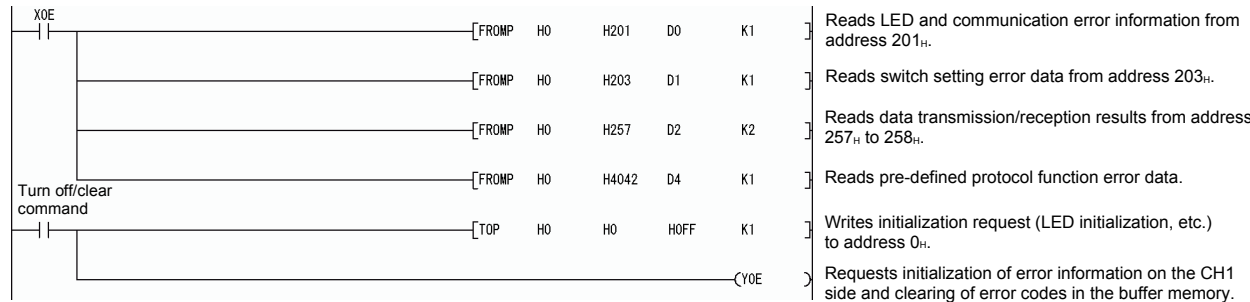 X0E
[FROMP H0 H201 D0 K1 ]
Reads LED and communication error information from
address 201H.
[FROMP H0 H203 D1 K1 ]
Reads switch setting error data from address 203H.
[FROMP H0 H257 D2 K2 ]
Reads data transmission/reception results from address
257H to 258H.
[FROMP H0 H4042 D4 K1 ]
Reads pre-defined protocol function error data.
Turn off/clear
command
[TOP H0 H0 H0FF K1 ]
Writes initialization request (LED initialization, etc.)
to address 0H.
(Y0E )
Requests initialization of error information on the CH1
side and clearing of error codes in the buffer memory.